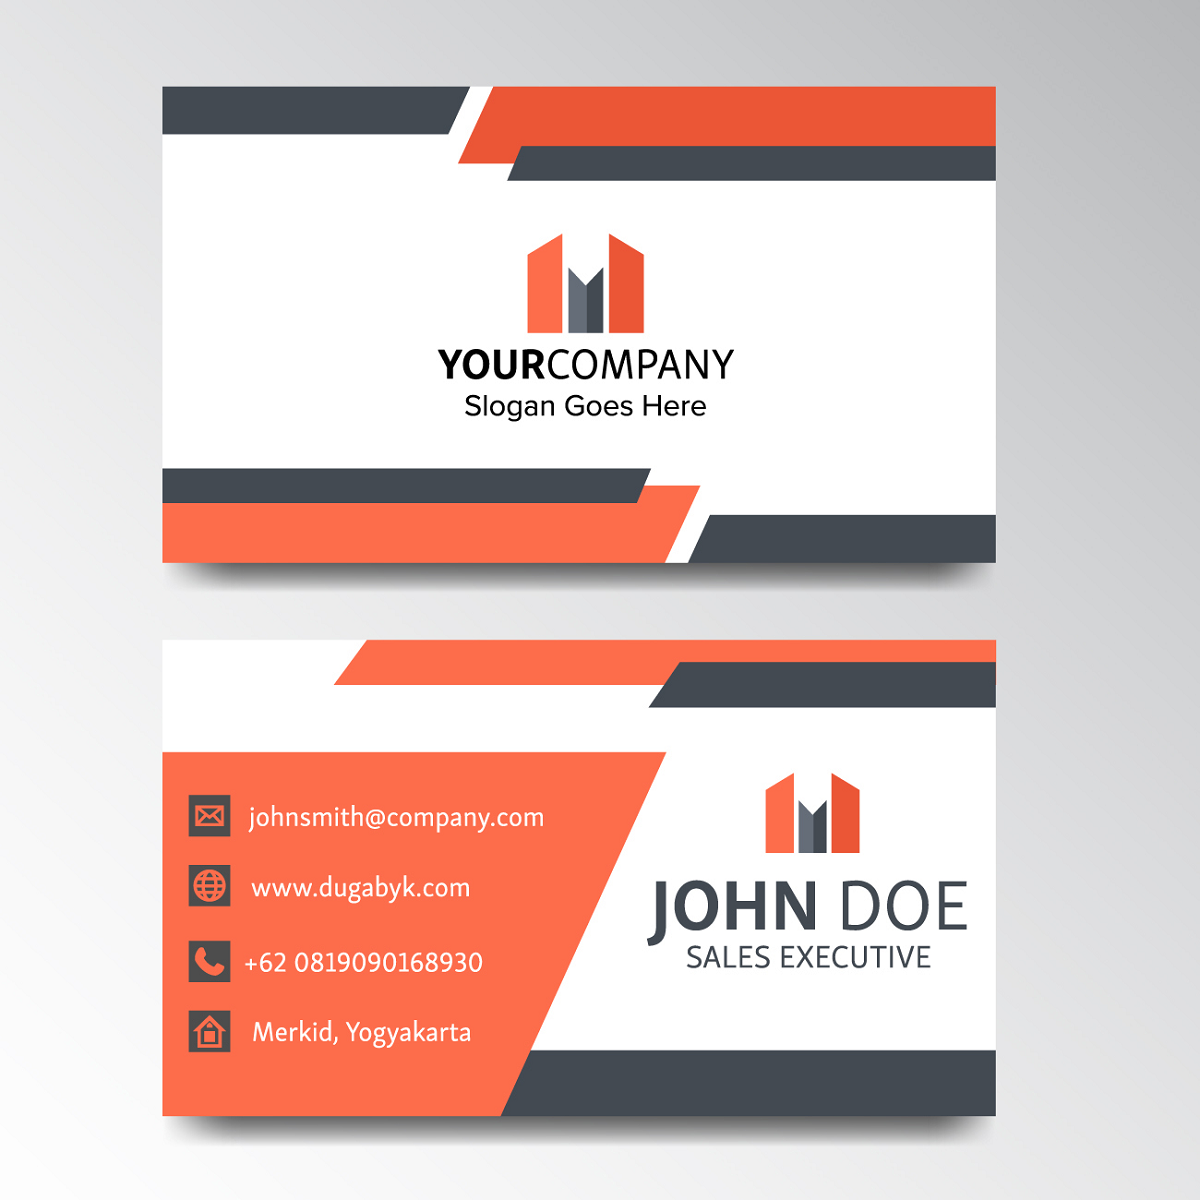 YOURCOMPANY
Slogan Goes Here
johnsmith@company.com
www.dugabyk.com
+62 0819090168930
Merkid, Yogyakarta
JOHN DOE
SALES EXECUTIVE